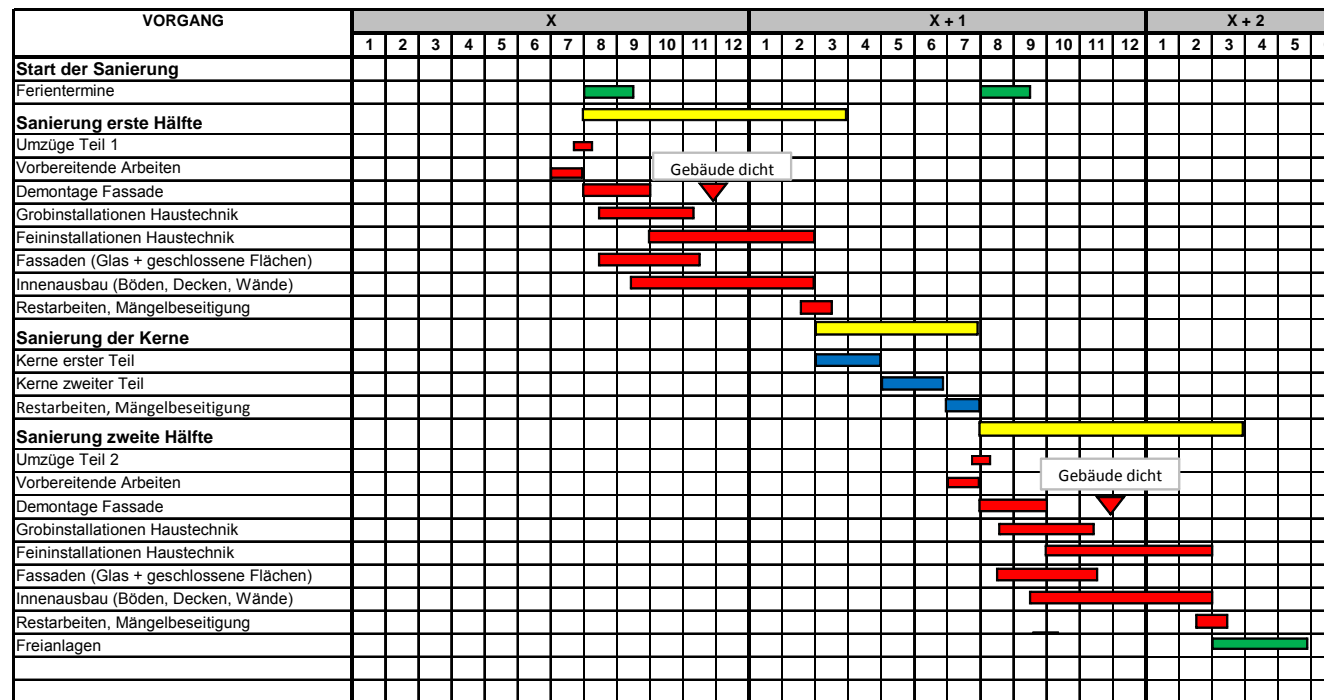 VORGANG X X + 1 X + 2
1 2 3 4 5 6 7 8 9 10 11 12 1 2 3 4 5 6 7 8 9 10 11 12 1 2 3 4 5
Start der Sanierung
Ferientermine
Sanierung erste Hälfte
Umzüge Teil 1
Vorbereitende Arbeiten
Gebäude dicht
Demontage Fassade
Grobinstallationen Haustechnik
Feininstallationen Haustechnik
Fassaden (Glas + geschlossene Flächen)
Innenausbau (Böden, Decken, Wände)
Restarbeiten, Mängelbeseitigung
Sanierung der Kerne
Kerne erster Teil
Kerne zweiter Teil
Restarbeiten, Mängelbeseitigung
Sanierung zweite Hälfte
Umzüge Teil 2
Vorbereitende Arbeiten
Gebäude dicht
Demontage Fassade
Grobinstallationen Haustechnik
Feininstallationen Haustechnik
Fassaden (Glas + geschlossene Flächen)
Innenausbau (Böden, Decken, Wände)
Restarbeiten, Mängelbeseitigung
Freianlagen